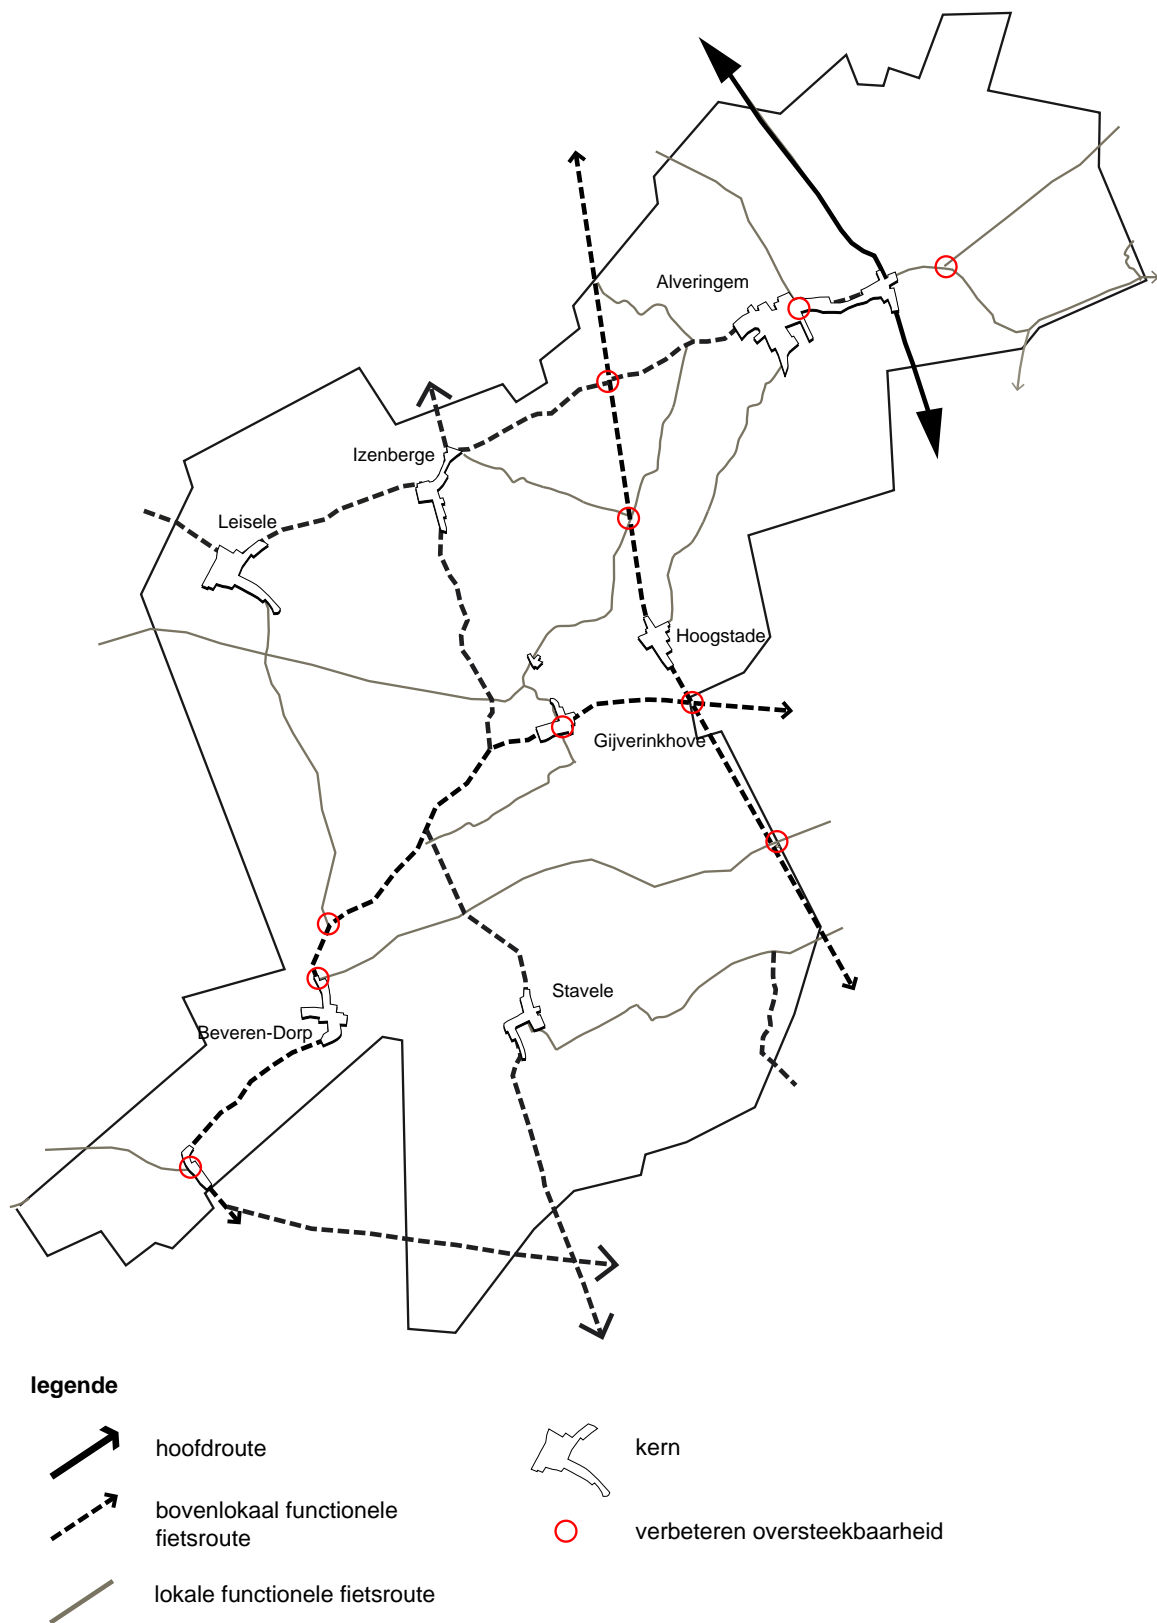 Alveringem
Izenberge
Leisele
Hoogstade
Gijverinkhove
Stavele
Beveren-Dorp
legende
hoofdroute
kern
bovenlokaal functionele
fietsroute
verbeteren oversteekbaarheid
lokale functionele fietsroute